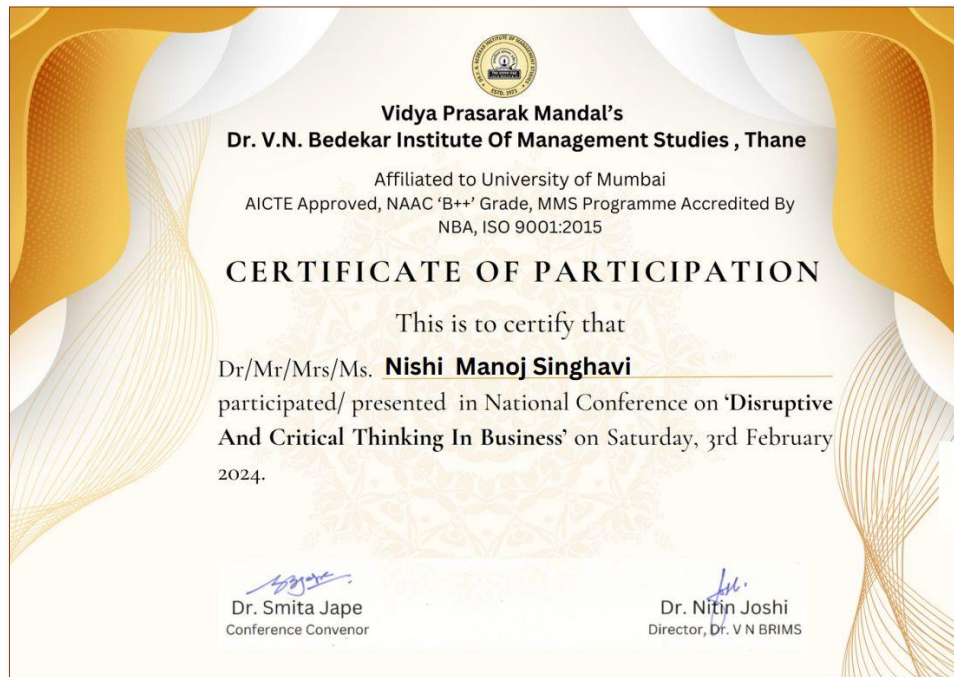 Vidya Prasarak Mandal's
Dr. V.N. Bedekar Institute Of Management Studies , Thane
Affiliated to University of Mumbai
AICTE Approved, NAAC ‘B++’ Grade, MMS Programme Accredited By
NBA, ISO 9001:2015
CERTIFICATE OF PARTICIPATION
This is to certify that
Dr/Mr/Mrs/Ms. Nishi Manoj Singhavi
participated/ presented in National Conference on ‘Disruptive
And Critical Thinking In Business’ on Saturday, 3rd February
2024.
Dr. Smita Jape
Conference Convenor
Dr. Nitin Joshi
Director, Dr. V N BRIMS